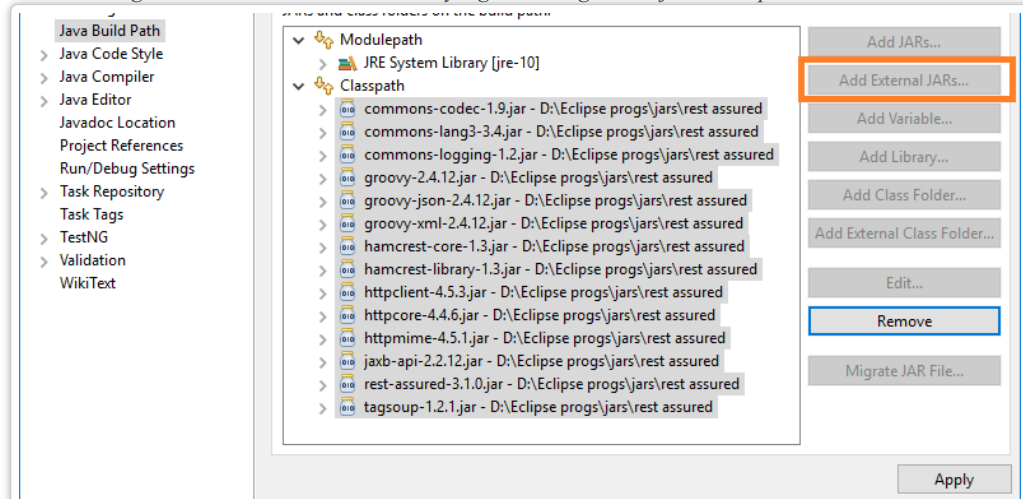 Java Build Path
Java Code Style
Java Compiler
Java Editor
Javadoc Location
Project References
Run/Debug Settings
Task Repository
Task Tags
TestNG
Validation
WikiText
JARs and class folders on the build path:
Modulepath
JRE System Library [jre-10]
Classpath
commons-codec-1.9.jar - D:\Eclipse progs\jars\rest assured
commons-lang3-3.4.jar - D:\Eclipse progs\jars\rest assured
commons-logging-1.2.jar - D:\Eclipse progs\jars\rest assured
groovy-2.4.12.jar - D:\Eclipse progs\jars\rest assured
groovy-json-2.4.12.jar - D:\Eclipse progs\jars\rest assured
groovy-xml-2.4.12.jar - D:\Eclipse progs\jars\rest assured
hamcrest-core-1.3.jar - D:\Eclipse progs\jars\rest assured
hamcrest-library-1.3.jar - D:\Eclipse progs\jars\rest assured
httpclient-4.5.3.jar - D:\Eclipse progs\jars\rest assured
httpcore-4.4.6.jar - D:\Eclipse progs\jars\rest assured
httpmime-4.5.1.jar - D:\Eclipse progs\jars\rest assured
jaxb-api-2.2.12.jar - D:\Eclipse progs\jars\rest assured
rest-assured-3.1.0.jar - D:\Eclipse progs\jars\rest assured
tagsoup-1.2.1.jar - D:\Eclipse progs\jars\rest assured
Add JARs...
Add External JARs...
Add Variable...
Add Library...
Add Class Folder...
Add External Class Folder...
Edit...
Remove
Migrate JAR File...
Apply